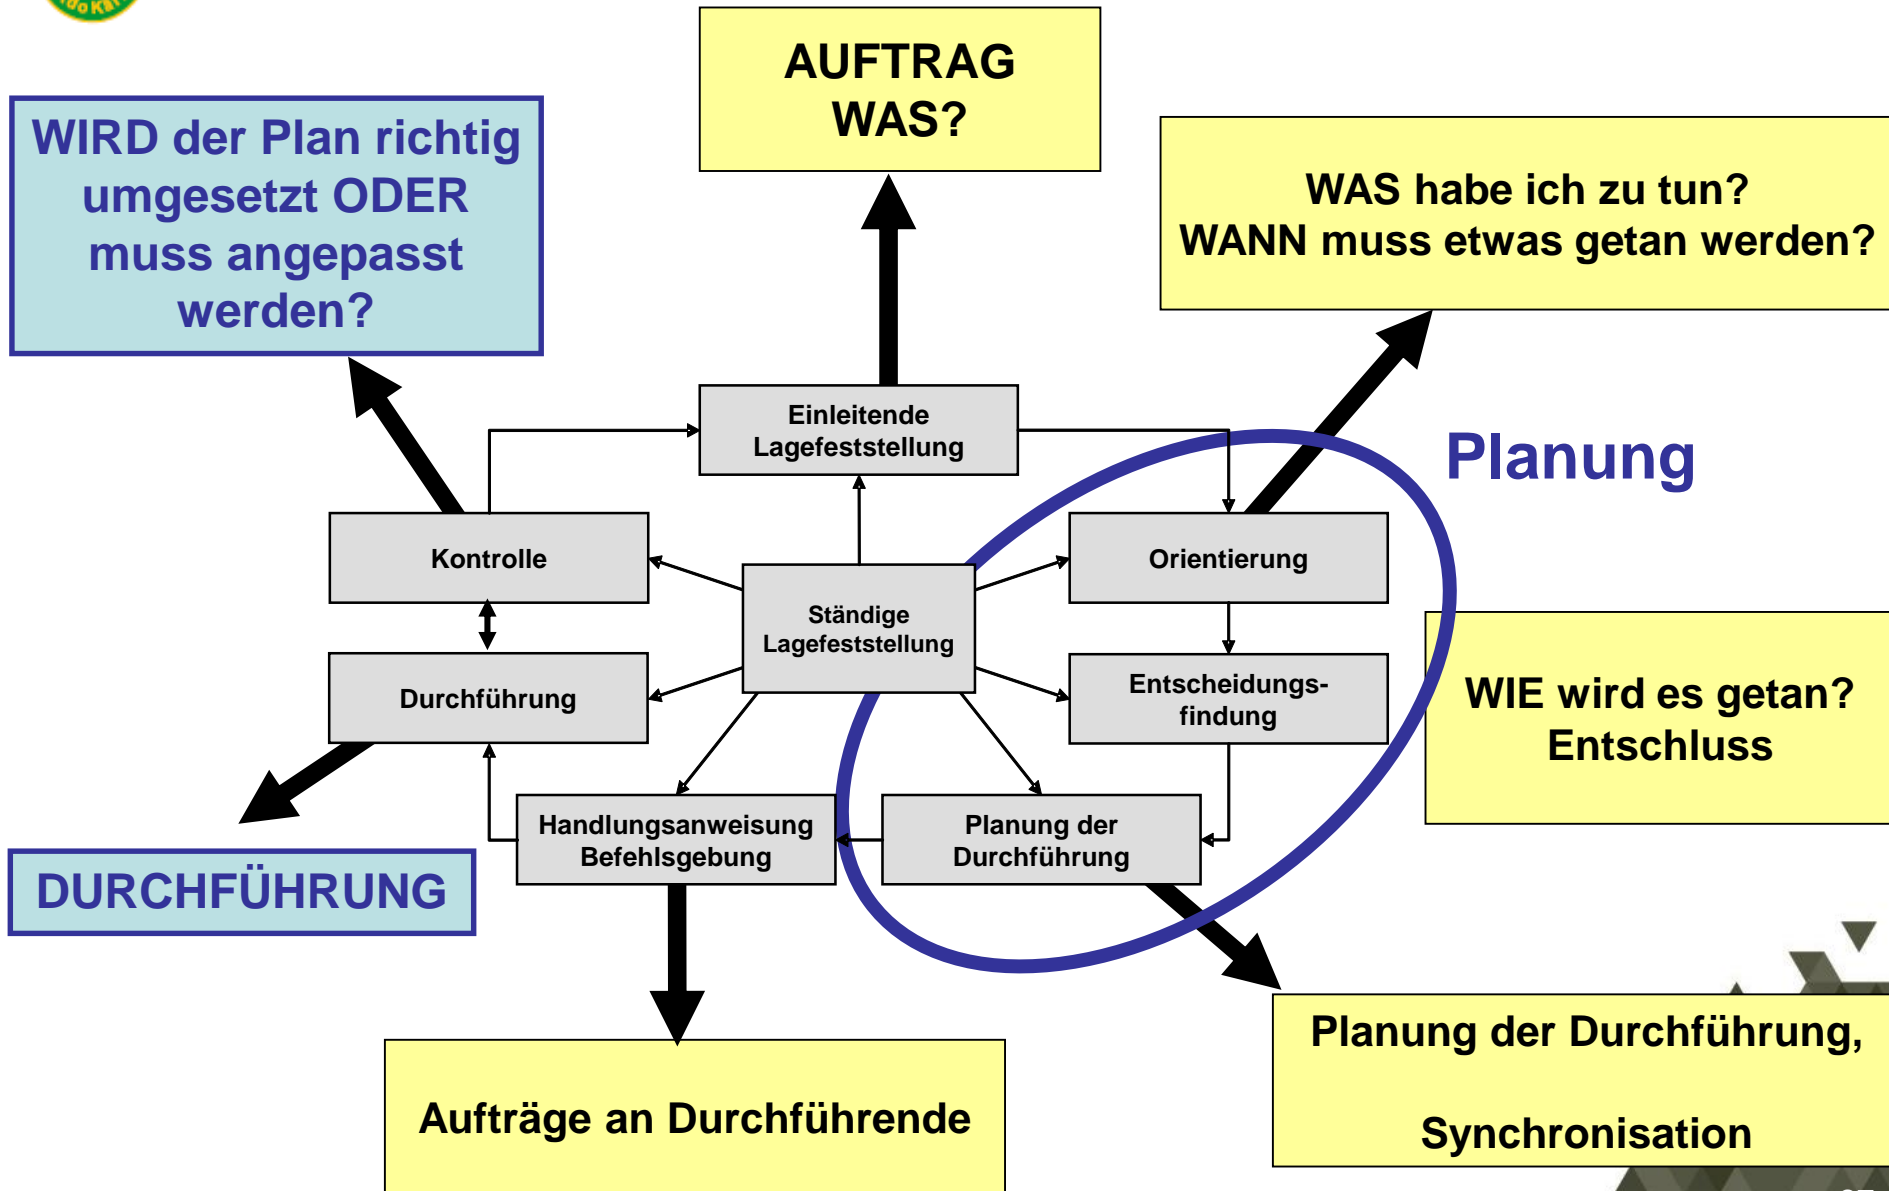 AUFTRAG
WAS?
WIRD der Plan richtig
umgesetzt ODER
muss angepasst
werden?
WAS habe ich zu tun?
WANN muss etwas getan werden?
Einleitende
Lagefeststellung
Planung
Kontrolle
Orientierung
Ständige
Lagefeststellung
Durchführung
Entscheidungs-
findung
WIE wird es getan?
Entschluss
Handlungsanweisung
Befehlsgebung
Planung der
Durchführung
DURCHFÜHRUNG
Planung der Durchführung,
Synchronisation
Aufträge an Durchführende